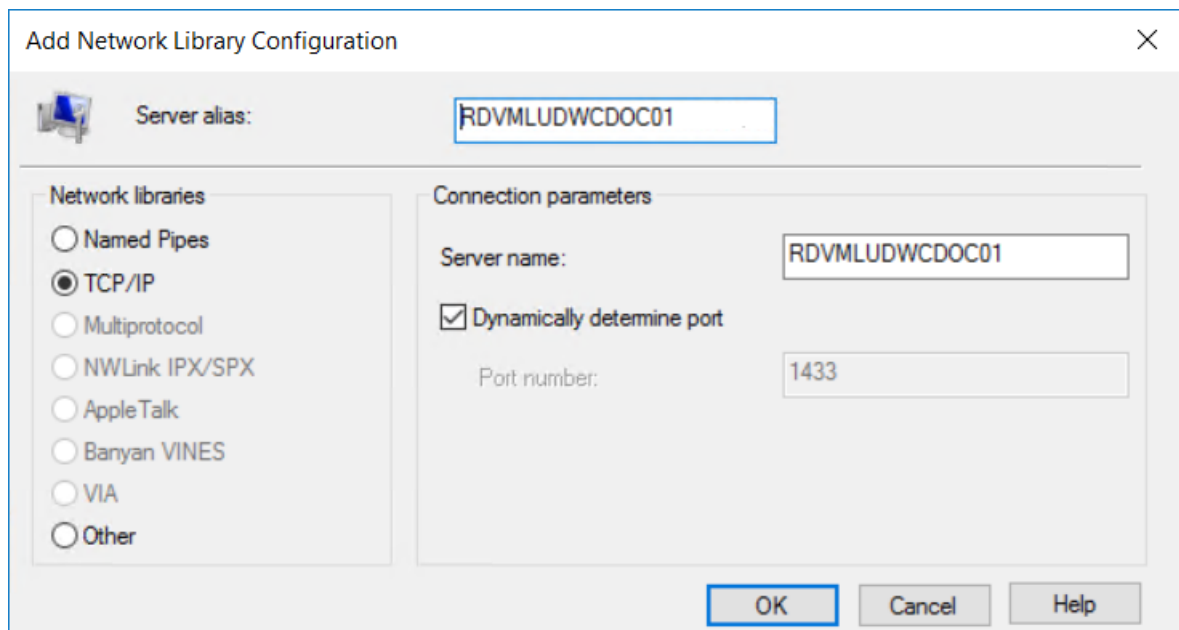 Add Network Library Configuration
Server alias:
RDVMLUDWCDOC01
Network libraries
Named Pipes
TCP/IP
Multiprotocol
NWLink IPX/SPX
AppleTalk
Banyan VINES
VIA
Other
Connection parameters
Server name:
RDVMLUDWCDOC01
Dynamically determine port
Port number:
1433
OK
Cancel
Help